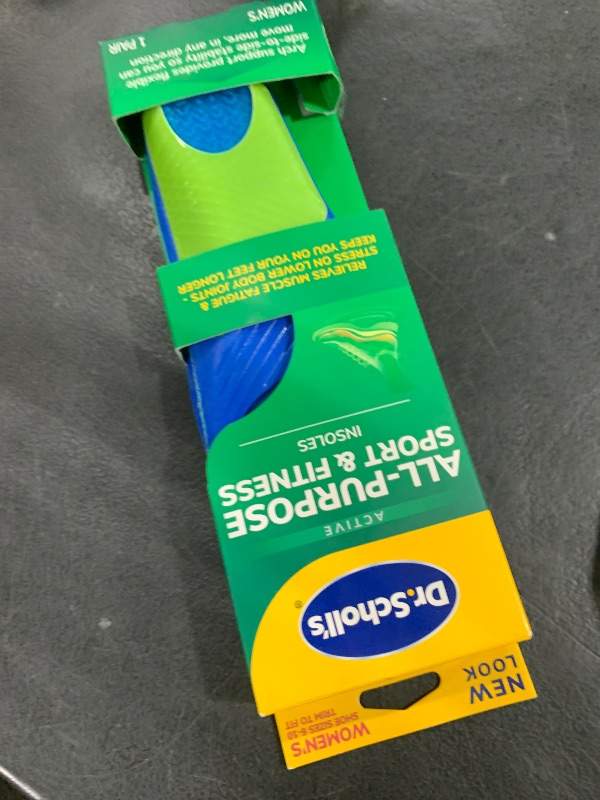 NEW
LOOK
WOMEN'S
SHOE SIZES 6-10
TRIM TO FIT
Dr.Scholl's®
ACTIVE
ALL-PURPOSE
SPORT & FITNESS
INSOLES
RELIEVES MUSCLE FATIGUE &
STRESS ON LOWER BODY JOINTS -
KEEPS YOU ON YOUR FEET LONGER
Arch support provides flexible
side-to-side stability so you can
move more, in any direction
WOMEN'S
1 PAIR